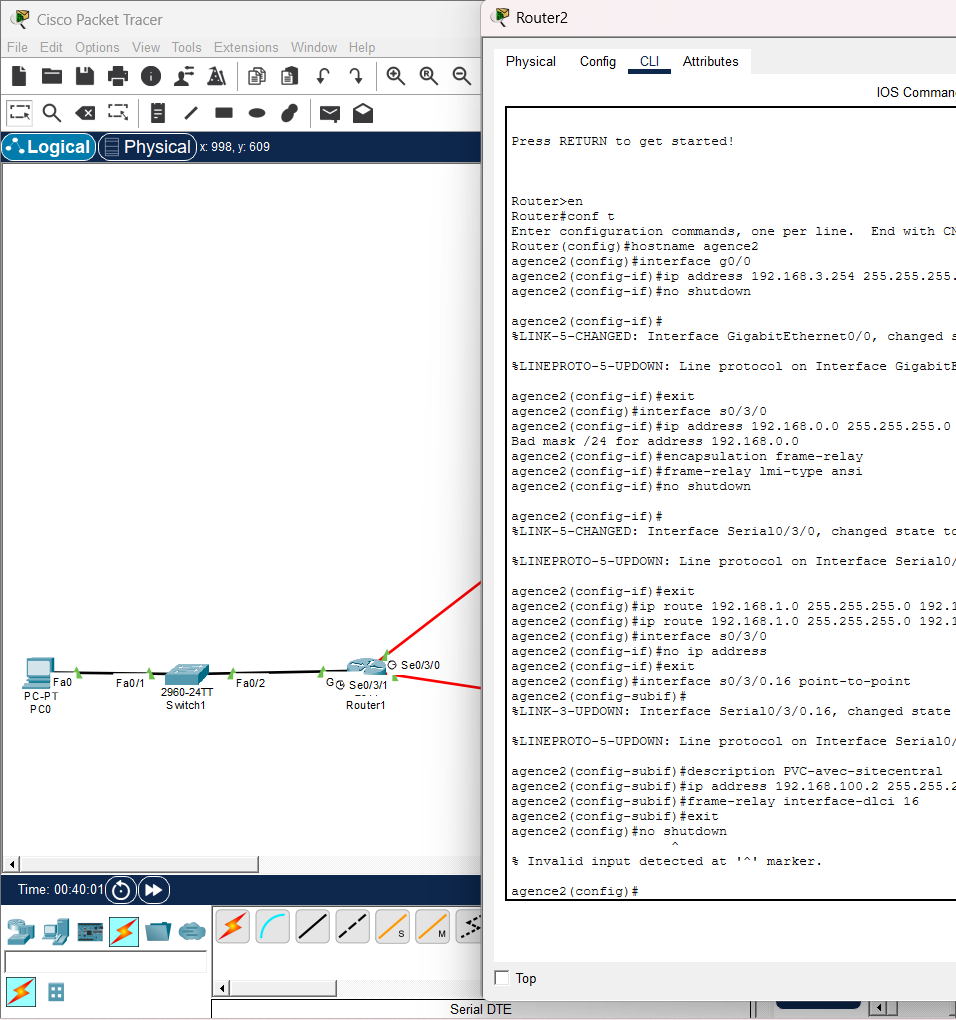 Cisco Packet Tracer
File Edit Options View Tools Extensions Window Help
Logical Physical x: 998, y: 609
Fa0
PC-PT
PC0
Fa0/1
2960-24TT
Switch1
Fa0/2
G
Se0/3/1
Se0/3/0
Router1
Time: 00:40:01
S
M
Serial DTE
Router2
Physical Config CLI Attributes
IOS Comman
Press RETURN to get started!
Router>en
Router#conf t
Enter configuration commands, one per line. End with CN
Router(config)#hostname agence2
agence2(config)#interface g0/0
agence2(config-if)#ip address 192.168.3.254 255.255.255.
agence2(config-if)#no shutdown
agence2(config-if)#
%LINK-5-CHANGED: Interface GigabitEthernet0/0, changed s
%LINEPROTO-5-UPDOWN: Line protocol on Interface GigabitE
agence2(config-if)#exit
agence2(config)#interface s0/3/0
agence2(config-if)#ip address 192.168.0.0 255.255.255.0
Bad mask /24 for address 192.168.0.0
agence2(config-if)#encapsulation frame-relay
agence2(config-if)#frame-relay lmi-type ansi
agence2(config-if)#no shutdown
agence2(config-if)#
%LINK-5-CHANGED: Interface Serial0/3/0, changed state to
%LINEPROTO-5-UPDOWN: Line protocol on Interface Serial0/
agence2(config-if)#exit
agence2(config)#ip route 192.168.1.0 255.255.255.0 192.1
agence2(config)#ip route 192.168.1.0 255.255.255.0 192.1
agence2(config)#interface s0/3/0
agence2(config-if)#no ip address
agence2(config-if)#exit
agence2(config)#interface s0/3/0.16 point-to-point
agence2(config-subif)#
%LINK-3-UPDOWN: Interface Serial0/3/0.16, changed state
%LINEPROTO-5-UPDOWN: Line protocol on Interface Serial0/
agence2(config-subif)#description PVC-avec-sitecentral
agence2(config-subif)#ip address 192.168.100.2 255.255.2
agence2(config-subif)#frame-relay interface-dlci 16
agence2(config-subif)#exit
agence2(config)#no shutdown
^
% Invalid input detected at '^' marker.
agence2(config)#
Top